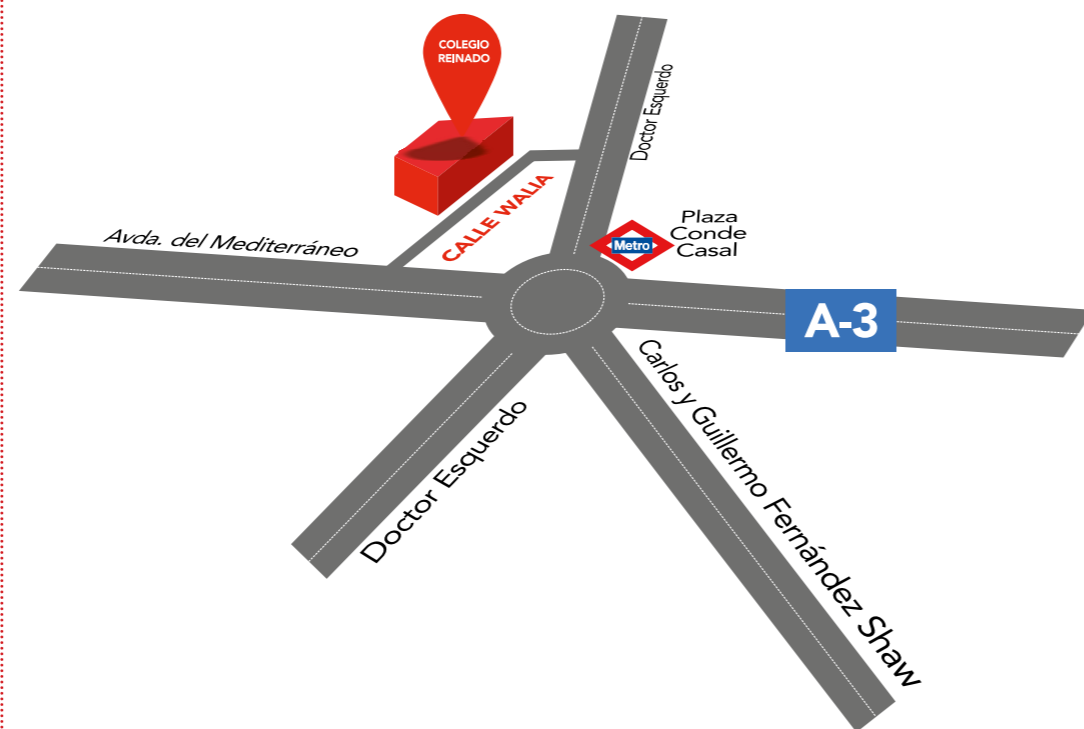 COLEGIO
REINADO
Doctor Esquerdo
CALLE WALIA
Plaza
Conde
Casal
Metro
Avda. del Mediterráneo
A-3
Carlos y Guillermo Fernández Shaw
Doctor Esquerdo